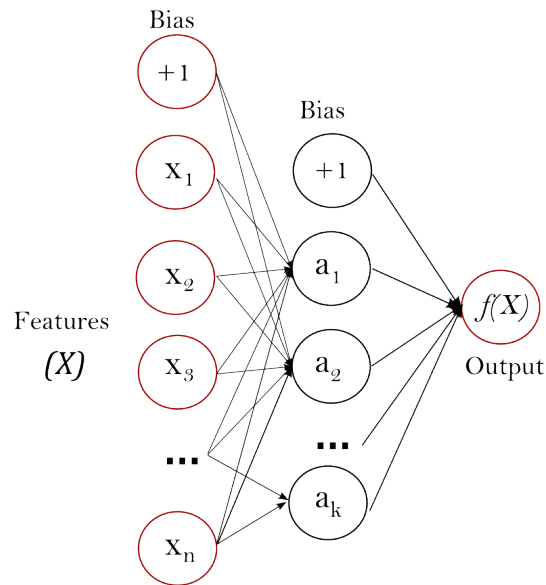 Bias
+1
Bias
x1
+1
x2
a1
Features
(X)
f(X)
Output
x3
a2
...
...
xn
ak